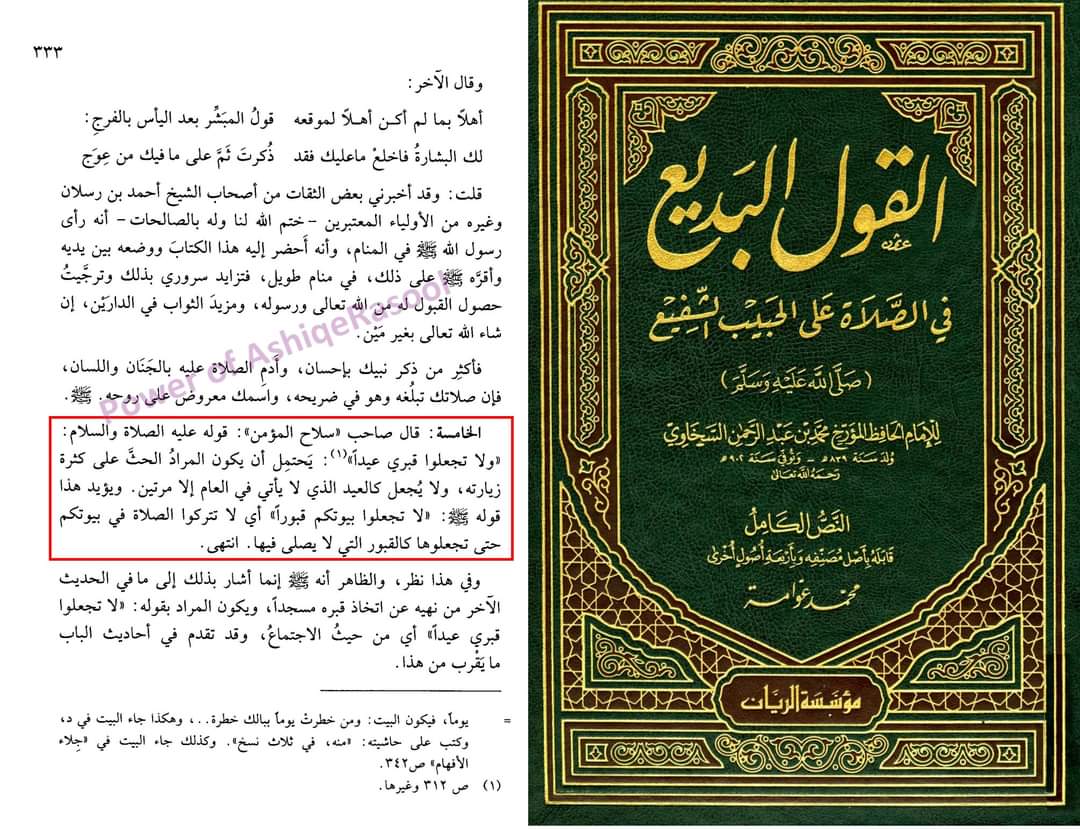 ٣٣٣
وقال الآخر:
أهلاً بما لم أكن أهلاً لموقعه قولُ المبَشِّر بعد اليأس بالفرجِ:
لك البشارةُ فاخلعْ ماعليك فقد ذُكرتَ ثَمَّ على ما فيك من عِوَج
قلت: وقد أخبرني بعض الثقات من أصحاب الشيخ أحمد بن رسلان
وغيره من الأولياء المعتبرين -ختم الله لنا وله بالصالحات- أنه رأى
رسول الله ﷺ في المنام، وأنه أَحضر إليه هذا الكتابَ ووضعه بين يديه
وأقرَّه ﷺ على ذلك، في منام طويل، فتزايد سروري بذلك وترجَّيتُ
حصول القبول له من الله تعالى ورسوله، ومزيدَ الثواب في الدارَيْن، إن
شاء الله تعالى بغير مَيْن.
فأكثِر من ذكر نبيك بإحسان، وأَدمِ الصلاة عليه بالجَنَان واللسان،
فإن صلاتك تبلُغه وهو في ضريحه، واسمك معروض على روحه. ﷺ.
الخامسة: قال صاحب «سلاح المؤمن»: قوله عليه الصلاة والسلام:
«ولا تجعلوا قبري عيداً»(١): يَحتمِل أن يكون المرادُ الحثَّ على كثرة
زيارته، ولا يُجعل كالعيد الذي لا يأتي في العام إلا مرتين. ويؤيد هذا
قوله ﷺ: «لا تجعلوا بيوتكم قبوراً» أي لا تتركوا الصلاة في بيوتكم
حتى تجعلوها كالقبور التي لا يصلى فيها. انتهى.
وفي هذا نظر، والظاهر أنه ﷺ إنما أشار بذلك إلى ما في الحديث
الآخر من نهيه عن اتخاذ قبره مسجداً، ويكون المراد بقوله: «لا تجعلوا
قبري عيداً» أي من حيثُ الاجتماعُ، وقد تقدم في أحاديث الباب
ما يَقْرب من هذا.
= يوماً، فيكون البيت: ومن خطرتْ يوماً ببالك خطرة..، وهكذا جاء البيت في د،
وكتب على حاشيته: «منه، في ثلاث نسخ». وكذلك جاء البيت في «جِلاء
الأفهام» ص٣٤٢.
(١) ص ٣١٢ وغيرها.
Power of AshiqeRasool
القول البديع
في الصَّلاة على الحبيب الشفيع
(صَلَّى اللَّه عَلَيْهِ وَسَلَّمَ)
للإمام الحافظ المؤرخ محمد بن عبد الرحمن السخاوي
ولد سنة ٨٣٩ه - وتوفي سنة ٩٠٢ه
رحمه الله تعالى
النص الكامل
قابله بأصل مصنفه وبأربعة أصول أخرى
محمد عوامة
مؤسسة الريان